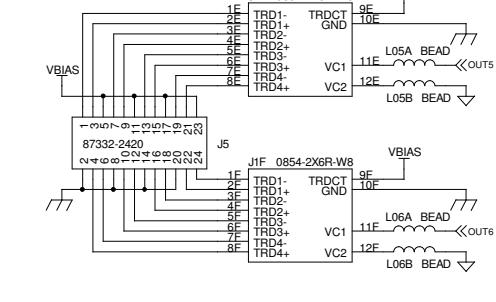 1E TRD1- TRDCT 9E
2E TRD1+ GND 10E
3E TRD2-
4E TRD2+
5E TRD3- L05A BEAD
6E TRD3+ VC1 11E OUT5
7E TRD4-
8E TRD4+ VC2 12E
L05B BEAD
VBIAS
1 3 5 7 9 11 13 15 17 19 21 23
87332-2420 J5
2 4 6 8 10 12 14 16 18 20 22 24
VBIAS
J1F 0854-2X6R-W8
1F TRD1- TRDCT 9F
2F TRD1+ GND 10F
3F TRD2-
4F TRD2+
5F TRD3- L06A BEAD
6F TRD3+ VC1 11F OUT6
7F TRD4-
8F TRD4+ VC2 12F
L06B BEAD